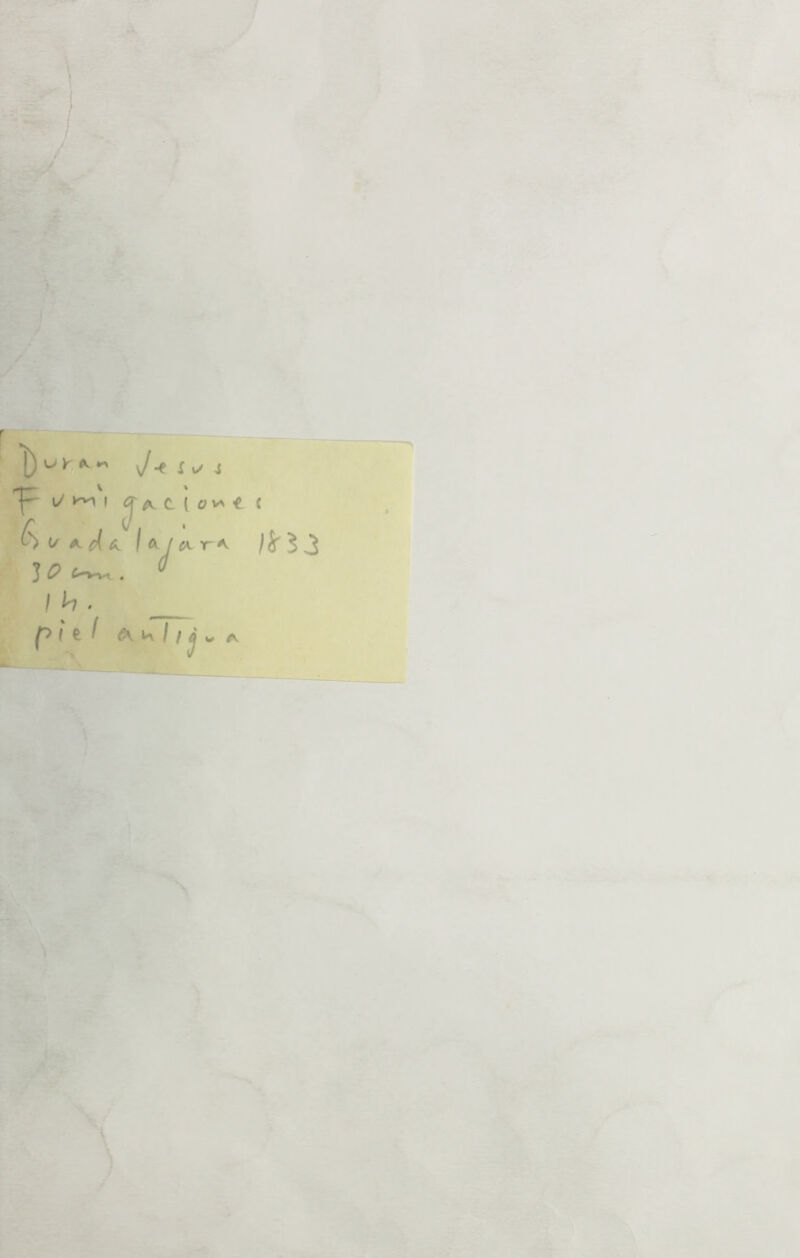 Duran Jesus
Fumigaciones
Guadalajara 1833
30 cm.
1 h.
piel antigua